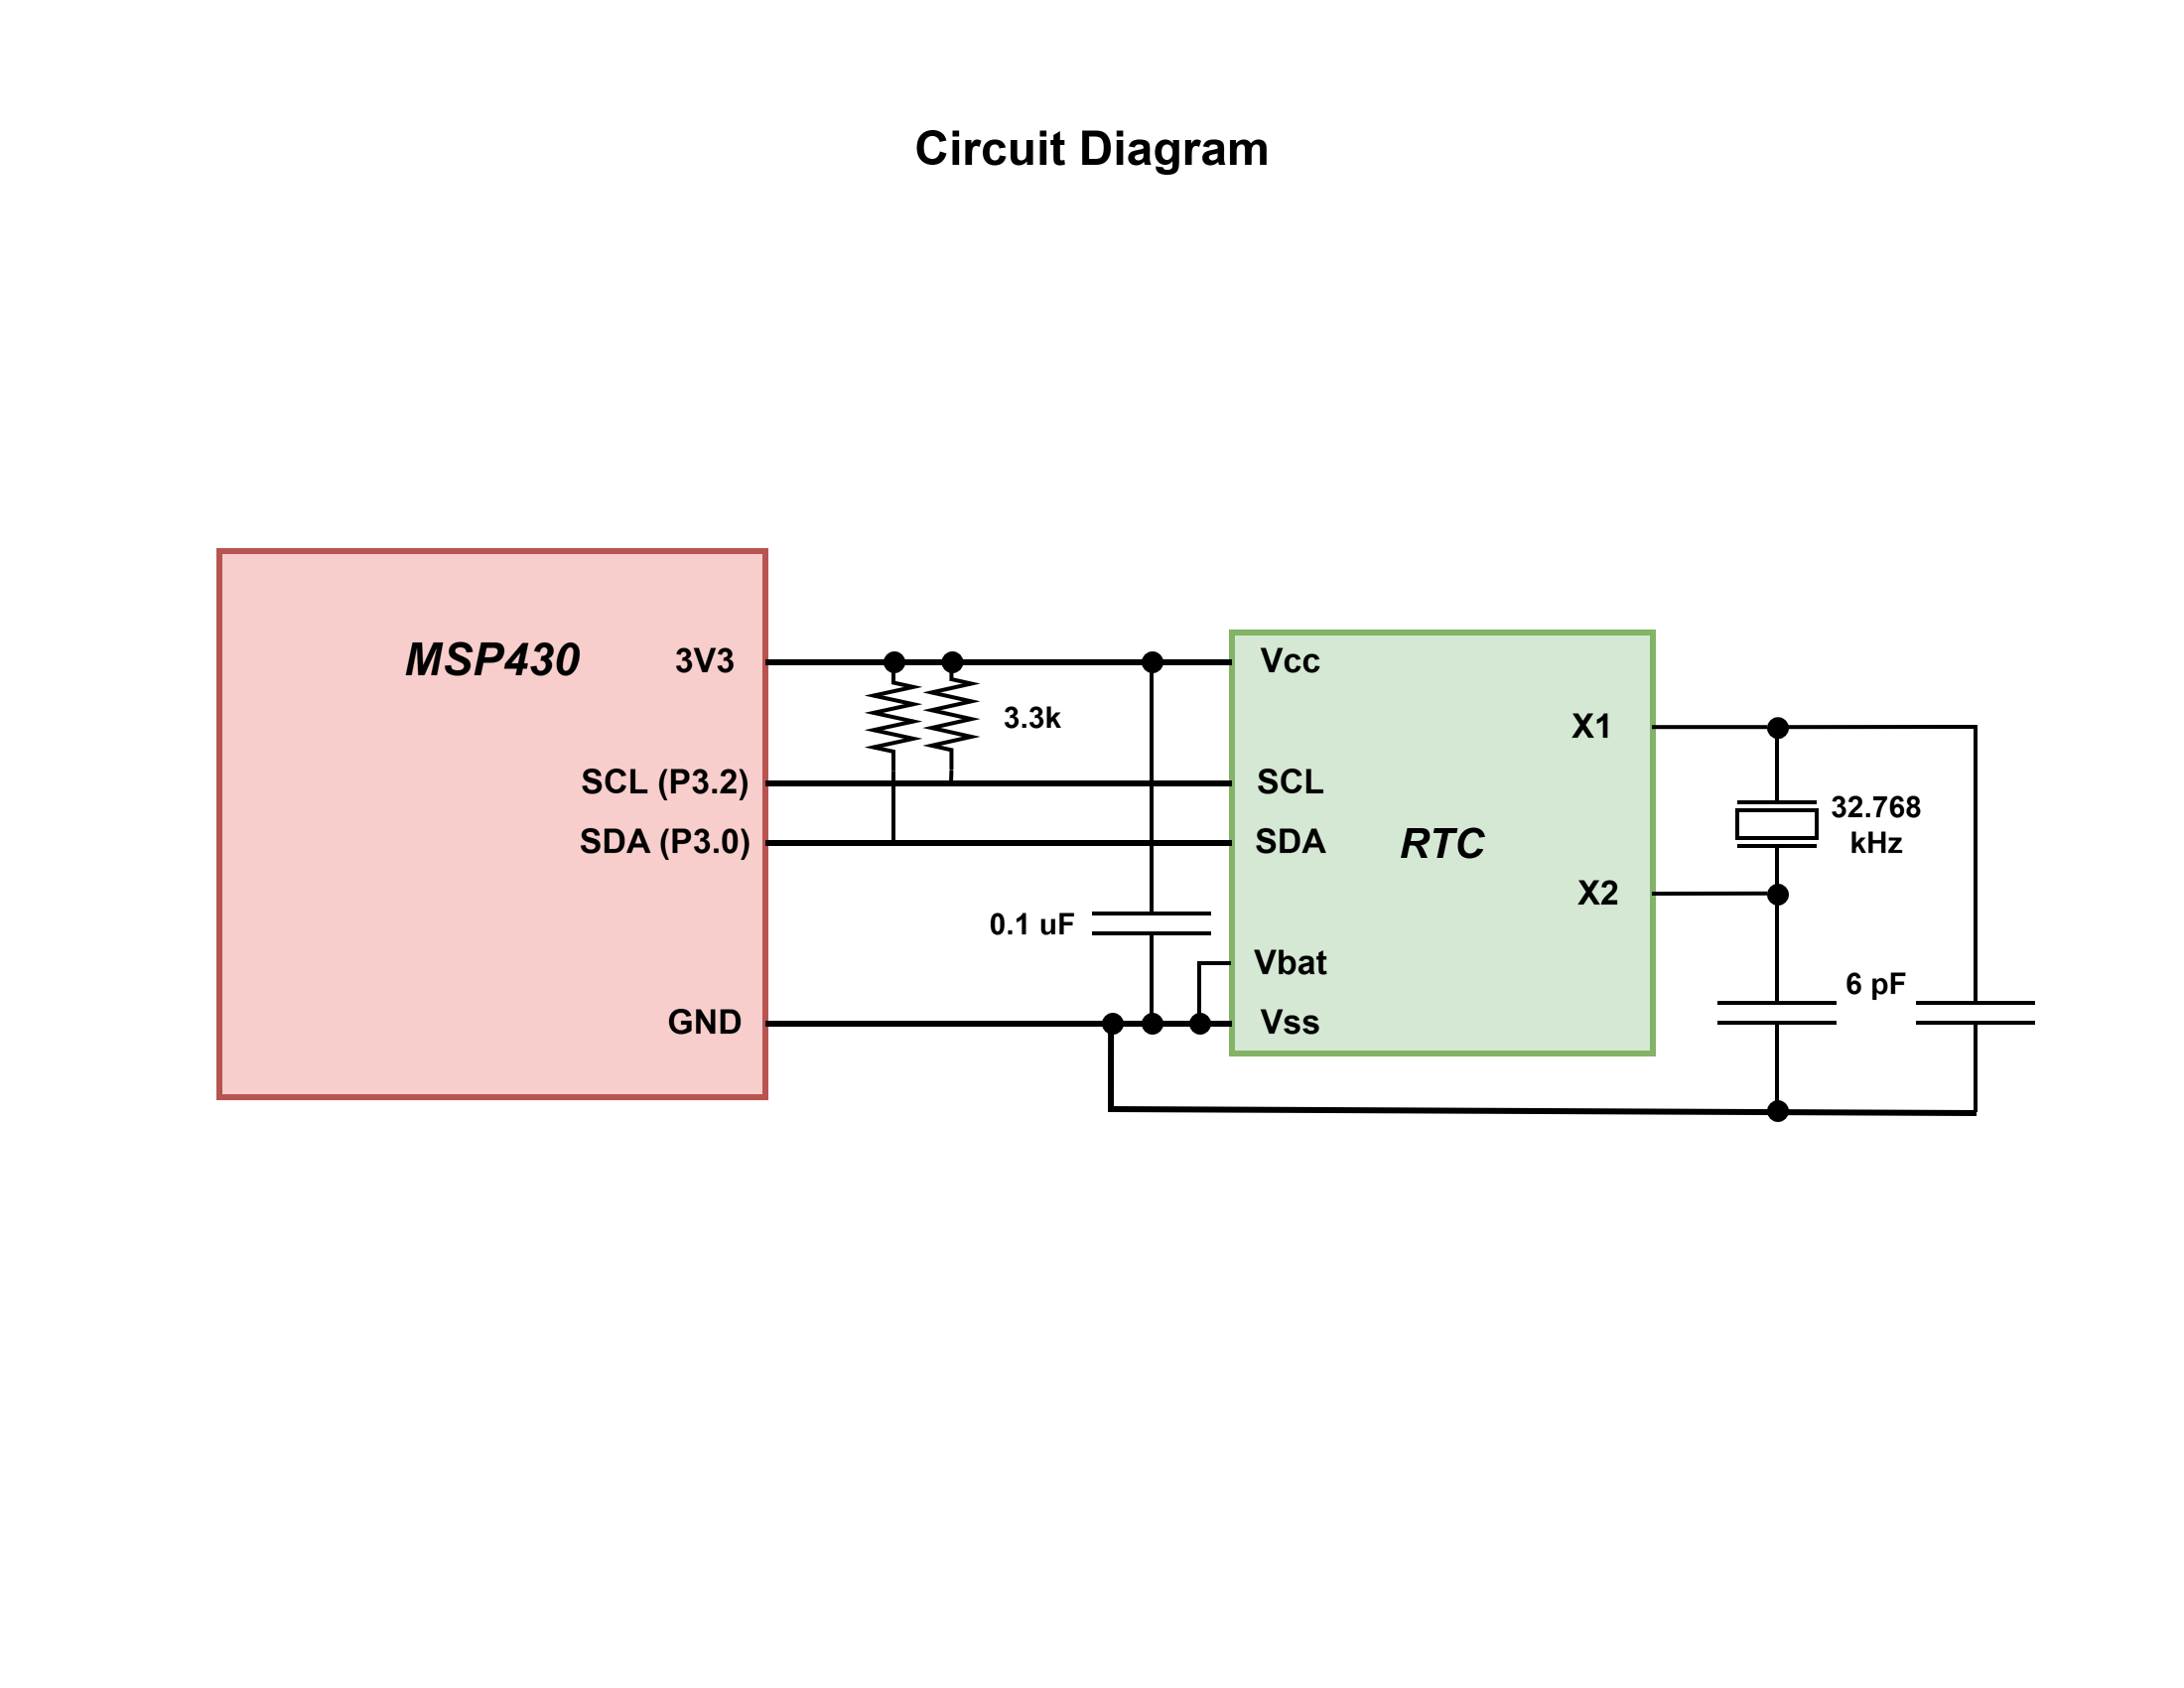 Circuit Diagram
MSP430
3V3
SCL (P3.2)
SDA (P3.0)
GND
3.3k
0.1 uF
Vcc
SCL
SDA
RTC
Vbat
Vss
X1
X2
32.768
kHz
6 pF